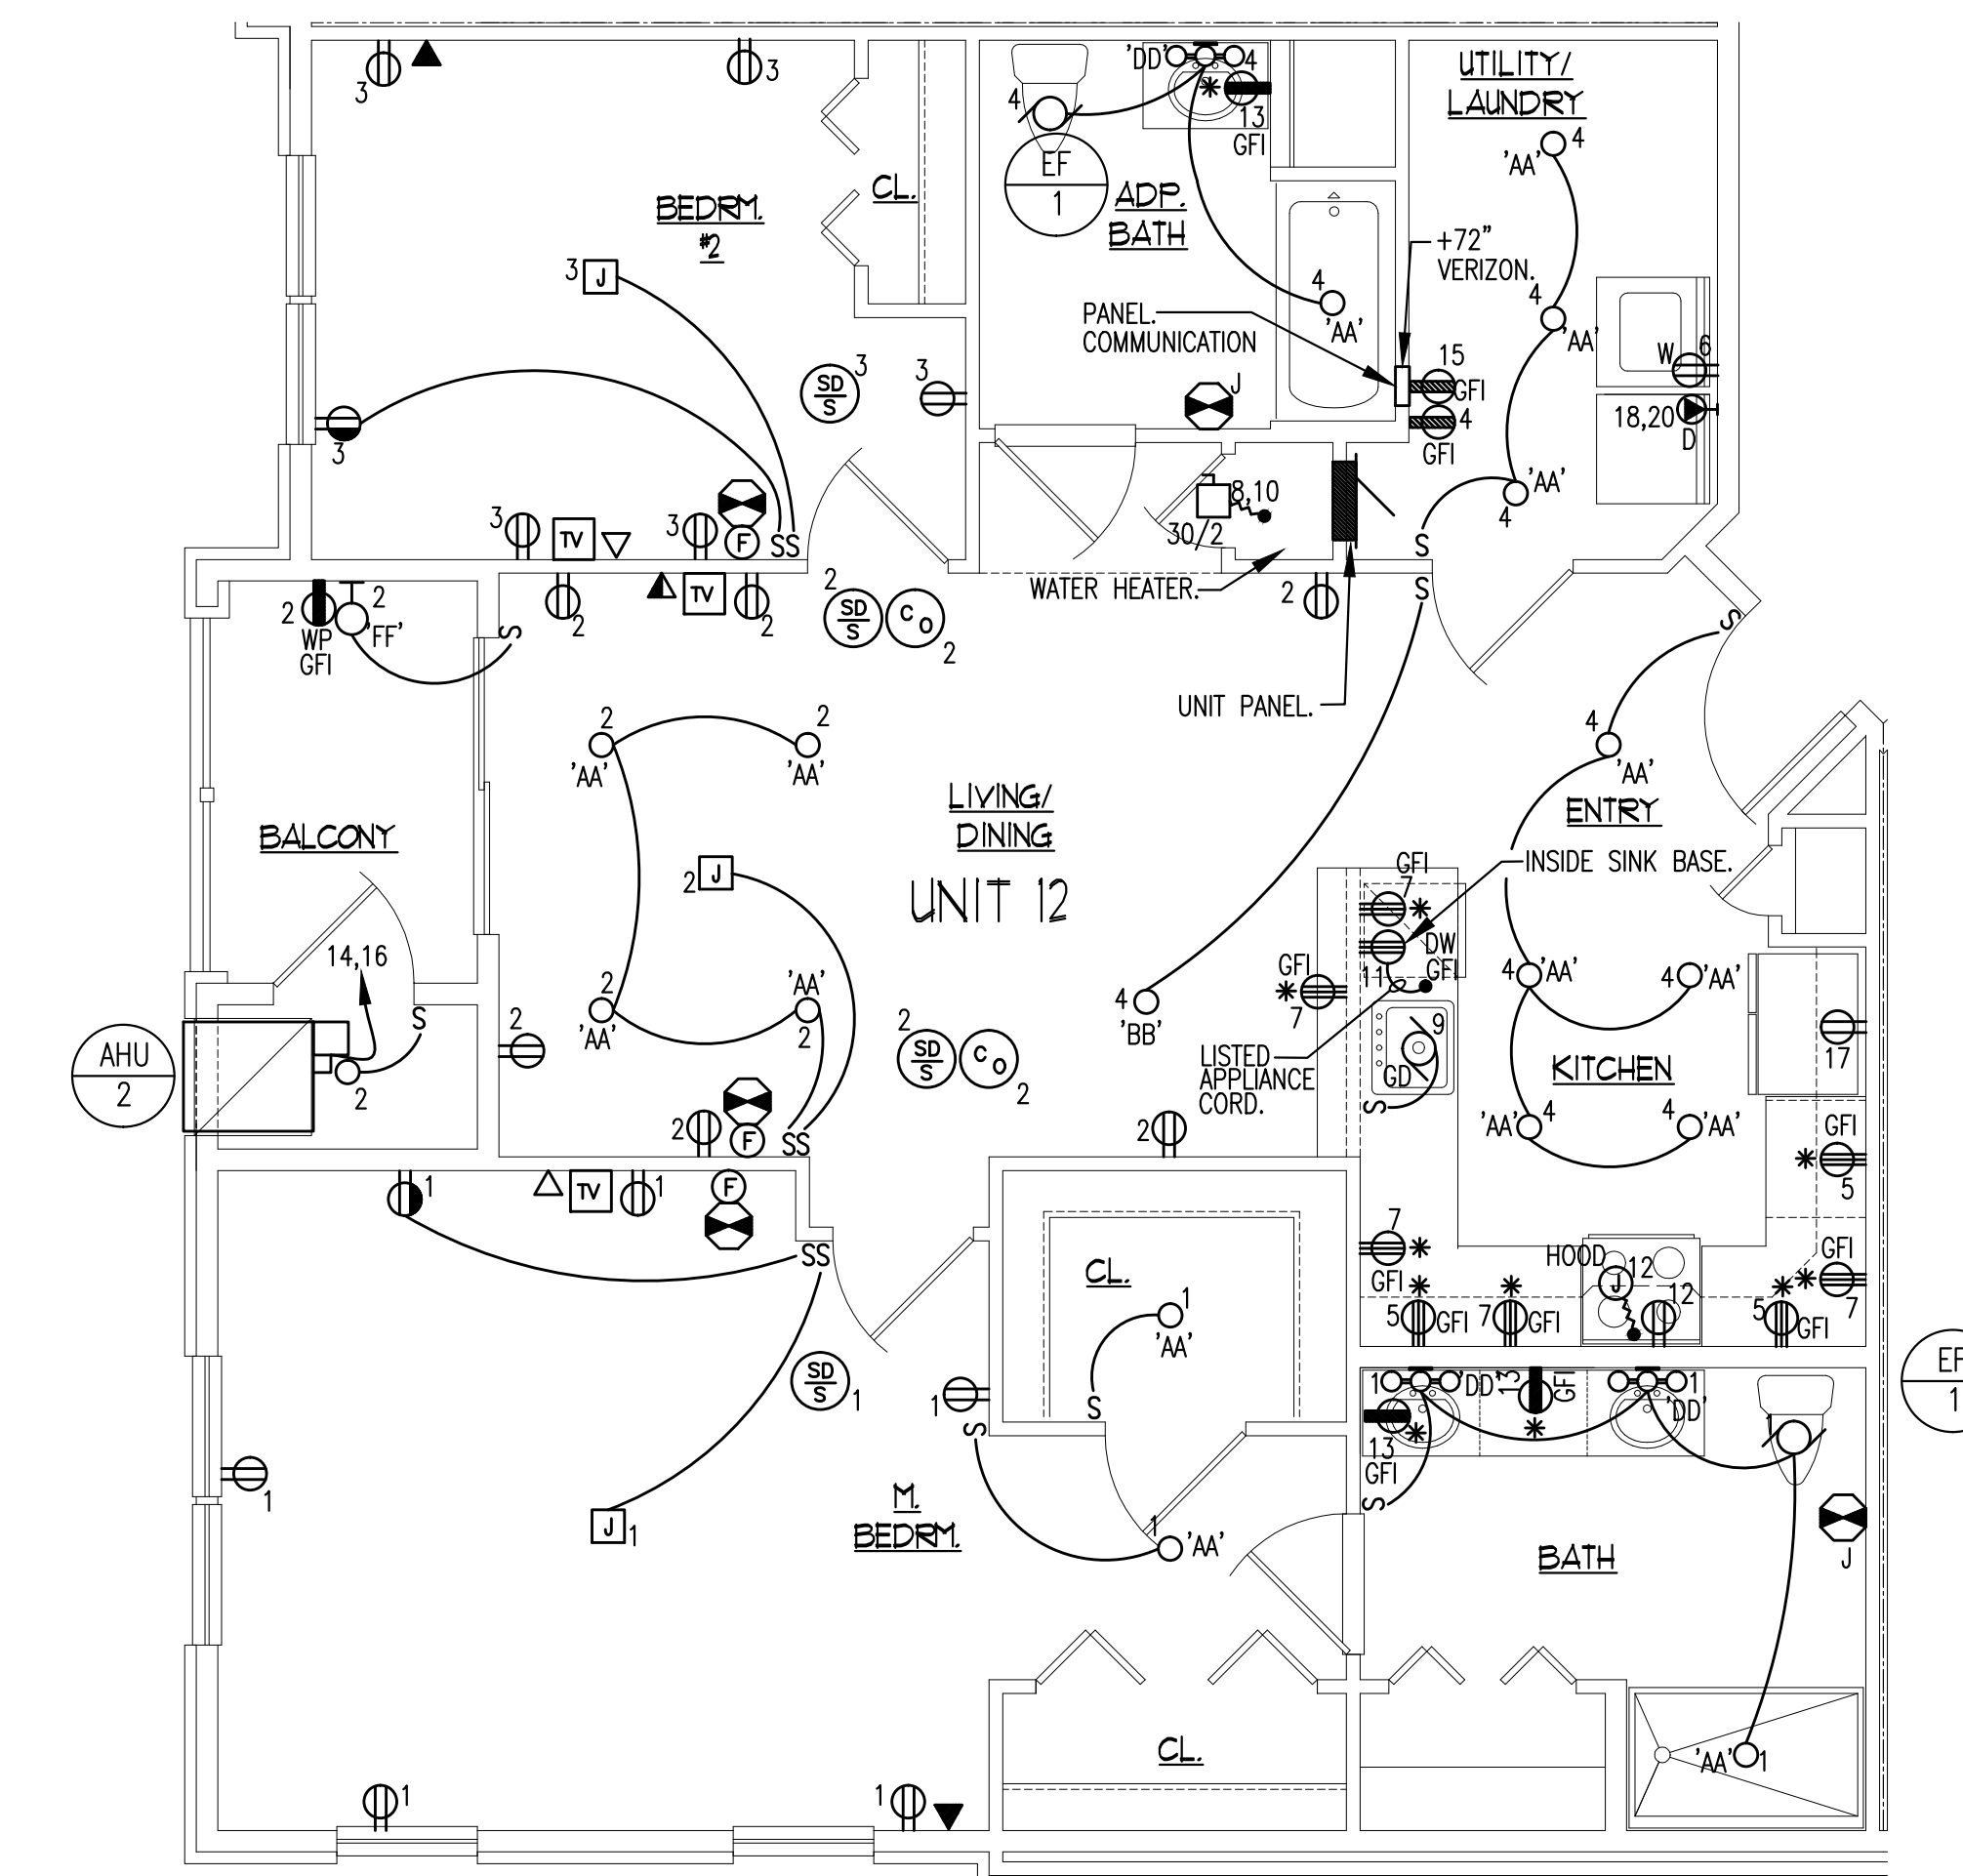 3
3
'DD'
4
UTILITY/
LAUNDRY
4
13
GFI
4
'AA'
EF
1
ADP.
BATH
CL.
BEDRM.
#2
+72"
VERIZON.
3
J
4
'AA'
4
'AA'
PANEL.
COMMUNICATION
15
GFI
4
GFI
W
6
18,20
D
SD
S
3
3
J
3
'AA'
4
8,10
30/2
3
TV
3
F
SS
S
WATER HEATER.
2
S
2
WP
GFI
2
'FF'
S
2
TV
2
2
SD
S
C
O
2
S
UNIT PANEL.
2
'AA'
2
'AA'
4
'AA'
LIVING/
DINING
UNIT 12
ENTRY
BALCONY
2
J
GFI
7
INSIDE SINK BASE.
DW
GFI
11
14,16
GFI
7
2
'AA'
'AA'
2
4
'BB'
4
'AA'
4
'AA'
S
2
AHU
2
2
2
SD
S
C
O
2
LISTED
APPLIANCE
CORD.
9
GD
S
KITCHEN
17
2
F
SS
2
'AA'
4
4
'AA'
GFI
5
1
TV
1
F
SS
7
GFI
HOOD
J
12
12
GFI
7
5
GFI
7
GFI
5
GFI
CL.
1
'AA'
S
SD
S
1
1
S
1
'DD'
13
GFI
1
'DD'
1
EF
1
13
GFI
S
1
J
1
M.
BEDRM.
1
'AA'
BATH
J
CL.
'AA'
1
1
1